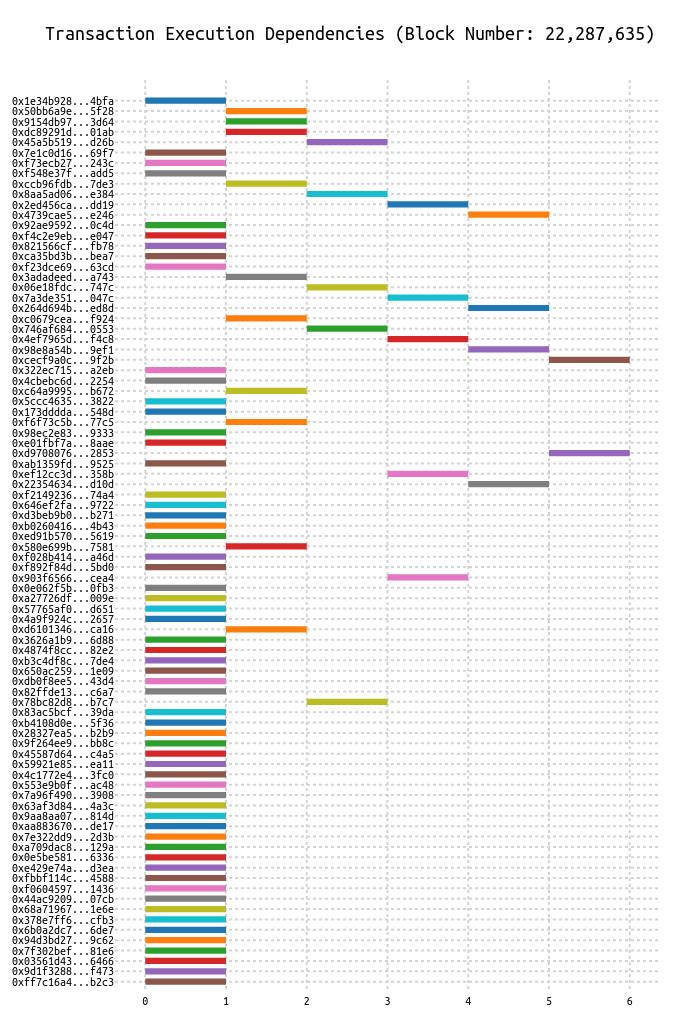 Transaction Execution Dependencies (Block Number: 22,287,635)
0x1e34b928...4bfa
0x50bb6a9e...5f28
0x9154db97...3d64
0xdc89291d...01ab
0x45a5b519...d26b
0x7e1c0d16...69f7
0xf73ecb27...243c
0xf548e37f...add5
0xccb96fdb...7de3
0x8aa5ad06...e384
0x2ed456ca...dd19
0x4739cae5...e246
0x92ae9592...0c4d
0xf4c2e9eb...e047
0x821566cf...fb78
0xca35bd3b...bea7
0xf23dce69...63cd
0x3adadeed...a743
0x06e18fdc...747c
0x7a3de351...047c
0x264d694b...ed8d
0xc0679cea...f924
0x746af684...0553
0x4ef7965d...f4c8
0x98e8a54b...9ef1
0xcecf9a0c...9f2b
0x322ec715...a2eb
0x4cbebc6d...2254
0xc64a9995...b672
0x5ccc4635...3822
0x173dddda...548d
0xf6f73c5b...77c5
0x98ec2e83...9333
0xe01fbf7a...8aae
0xd9708076...2853
0xab1359fd...9525
0xef12cc3d...358b
0x22354634...d10d
0xf2149236...74a4
0x646ef2fa...9722
0xd3beb9b0...b271
0xb0260416...4b43
0xed91b570...5619
0x580e699b...7581
0xf028b414...a46d
0xf892f84d...5bd0
0x903f6566...cea4
0x0e062f5b...0fb3
0xa27726df...009e
0x57765af0...d651
0x4a9f924c...2657
0xd6101346...ca16
0x3626a1b9...6d88
0x4874f8cc...82e2
0xb3c4df8c...7de4
0x650ac259...1e09
0xdb0f8ee5...43d4
0x82ffde13...c6a7
0x78bc82d8...b7c7
0x83ac5bcf...39da
0xb4108d0e...5f36
0x28327ea5...b2b9
0x9f264ee9...bb8c
0x45587d64...c4a5
0x59921e85...ea11
0x4c1772e4...3fc0
0x553e9b0f...ac48
0x7a96f490...3908
0x63af3d84...4a3c
0x9aa8aa07...814d
0xaa883670...de17
0x7e322dd9...2d3b
0xa709dac8...129a
0x0e5be581...6336
0xe429e74a...d3ea
0xfbbf114c...4588
0xf0604597...1436
0x44ac9209...07cb
0x68a71967...1e6e
0x378e7ff6...cfb3
0x6b0a2dc7...6de7
0x94d3bd27...9c62
0x7f302bef...81e6
0x03561d43...6466
0x9d1f3288...f473
0xff7c16a4...b2c3
0 1 2 3 4 5 6